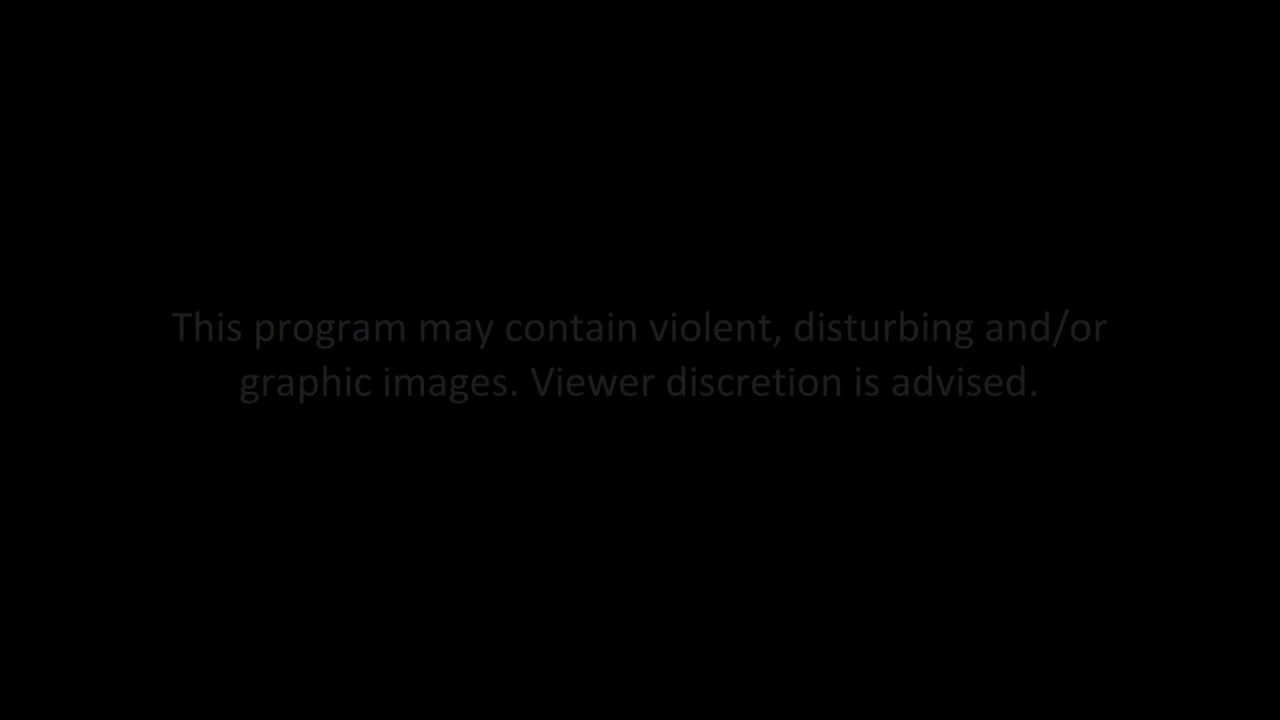 This program may contain violent, disturbing and/or
graphic images. Viewer discretion is advised.